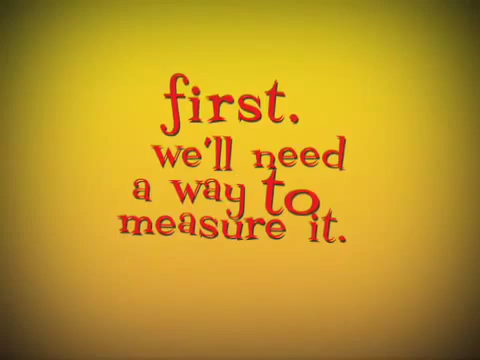 first.
we'll need
a way to
measure it.